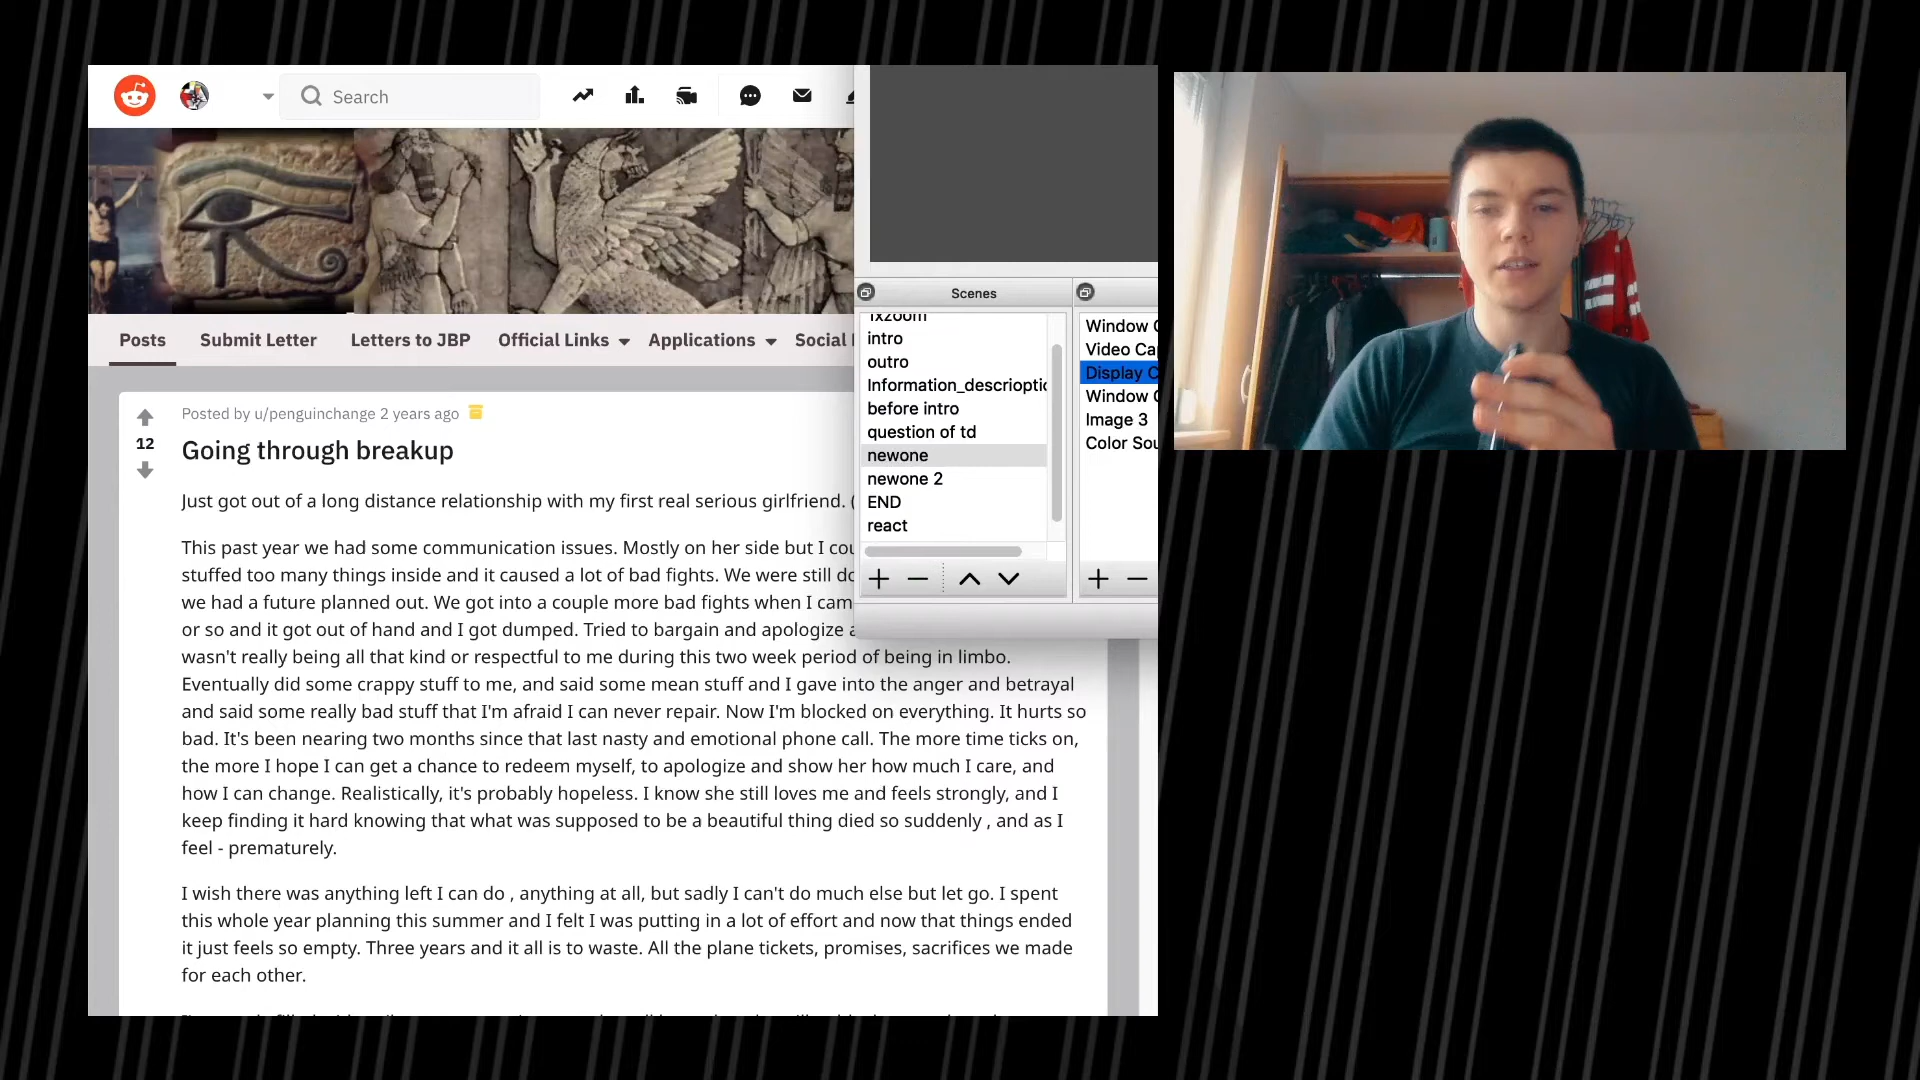 Search
Posts
Submit Letter
Letters to JBP
Official Links
Applications
Social
Posted by u/penguinchange 2 years ago
12
Going through breakup
Just got out of a long distance relationship with my first real serious girlfriend. (
This past year we had some communication issues. Mostly on her side but I cou
stuffed too many things inside and it caused a lot of bad fights. We were still do
we had a future planned out. We got into a couple more bad fights when I cam
or so and it got out of hand and I got dumped. Tried to bargain and apologize a
wasn't really being all that kind or respectful to me during this two week period of being in limbo.
Eventually did some crappy stuff to me, and said some mean stuff and I gave into the anger and betrayal
and said some really bad stuff that I'm afraid I can never repair. Now I'm blocked on everything. It hurts so
bad. It's been nearing two months since that last nasty and emotional phone call. The more time ticks on,
the more I hope I can get a chance to redeem myself, to apologize and show her how much I care, and
how I can change. Realistically, it's probably hopeless. I know she still loves me and feels strongly, and I
keep finding it hard knowing that what was supposed to be a beautiful thing died so suddenly , and as I
feel - prematurely.
I wish there was anything left I can do , anything at all, but sadly I can't do much else but let go. I spent
this whole year planning this summer and I felt I was putting in a lot of effort and now that things ended
it just feels so empty. Three years and it all is to waste. All the plane tickets, promises, sacrifices we made
for each other.
Scenes
1xzoom
intro
outro
Information_descrioptic
before intro
question of td
newone
newone 2
END
react
Window C
Video Ca
Display C
Window C
Image 3
Color Sou